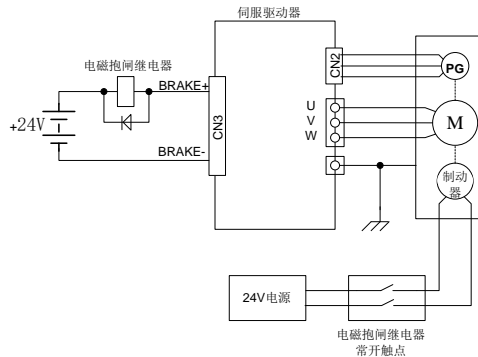 伺服驱动器
电磁抱闸继电器
BRAKE+
+24V
BRAKE-
CN3
CN2
U
V
W
PG
M
制动
器
24V电源
电磁抱闸继电器
常开触点